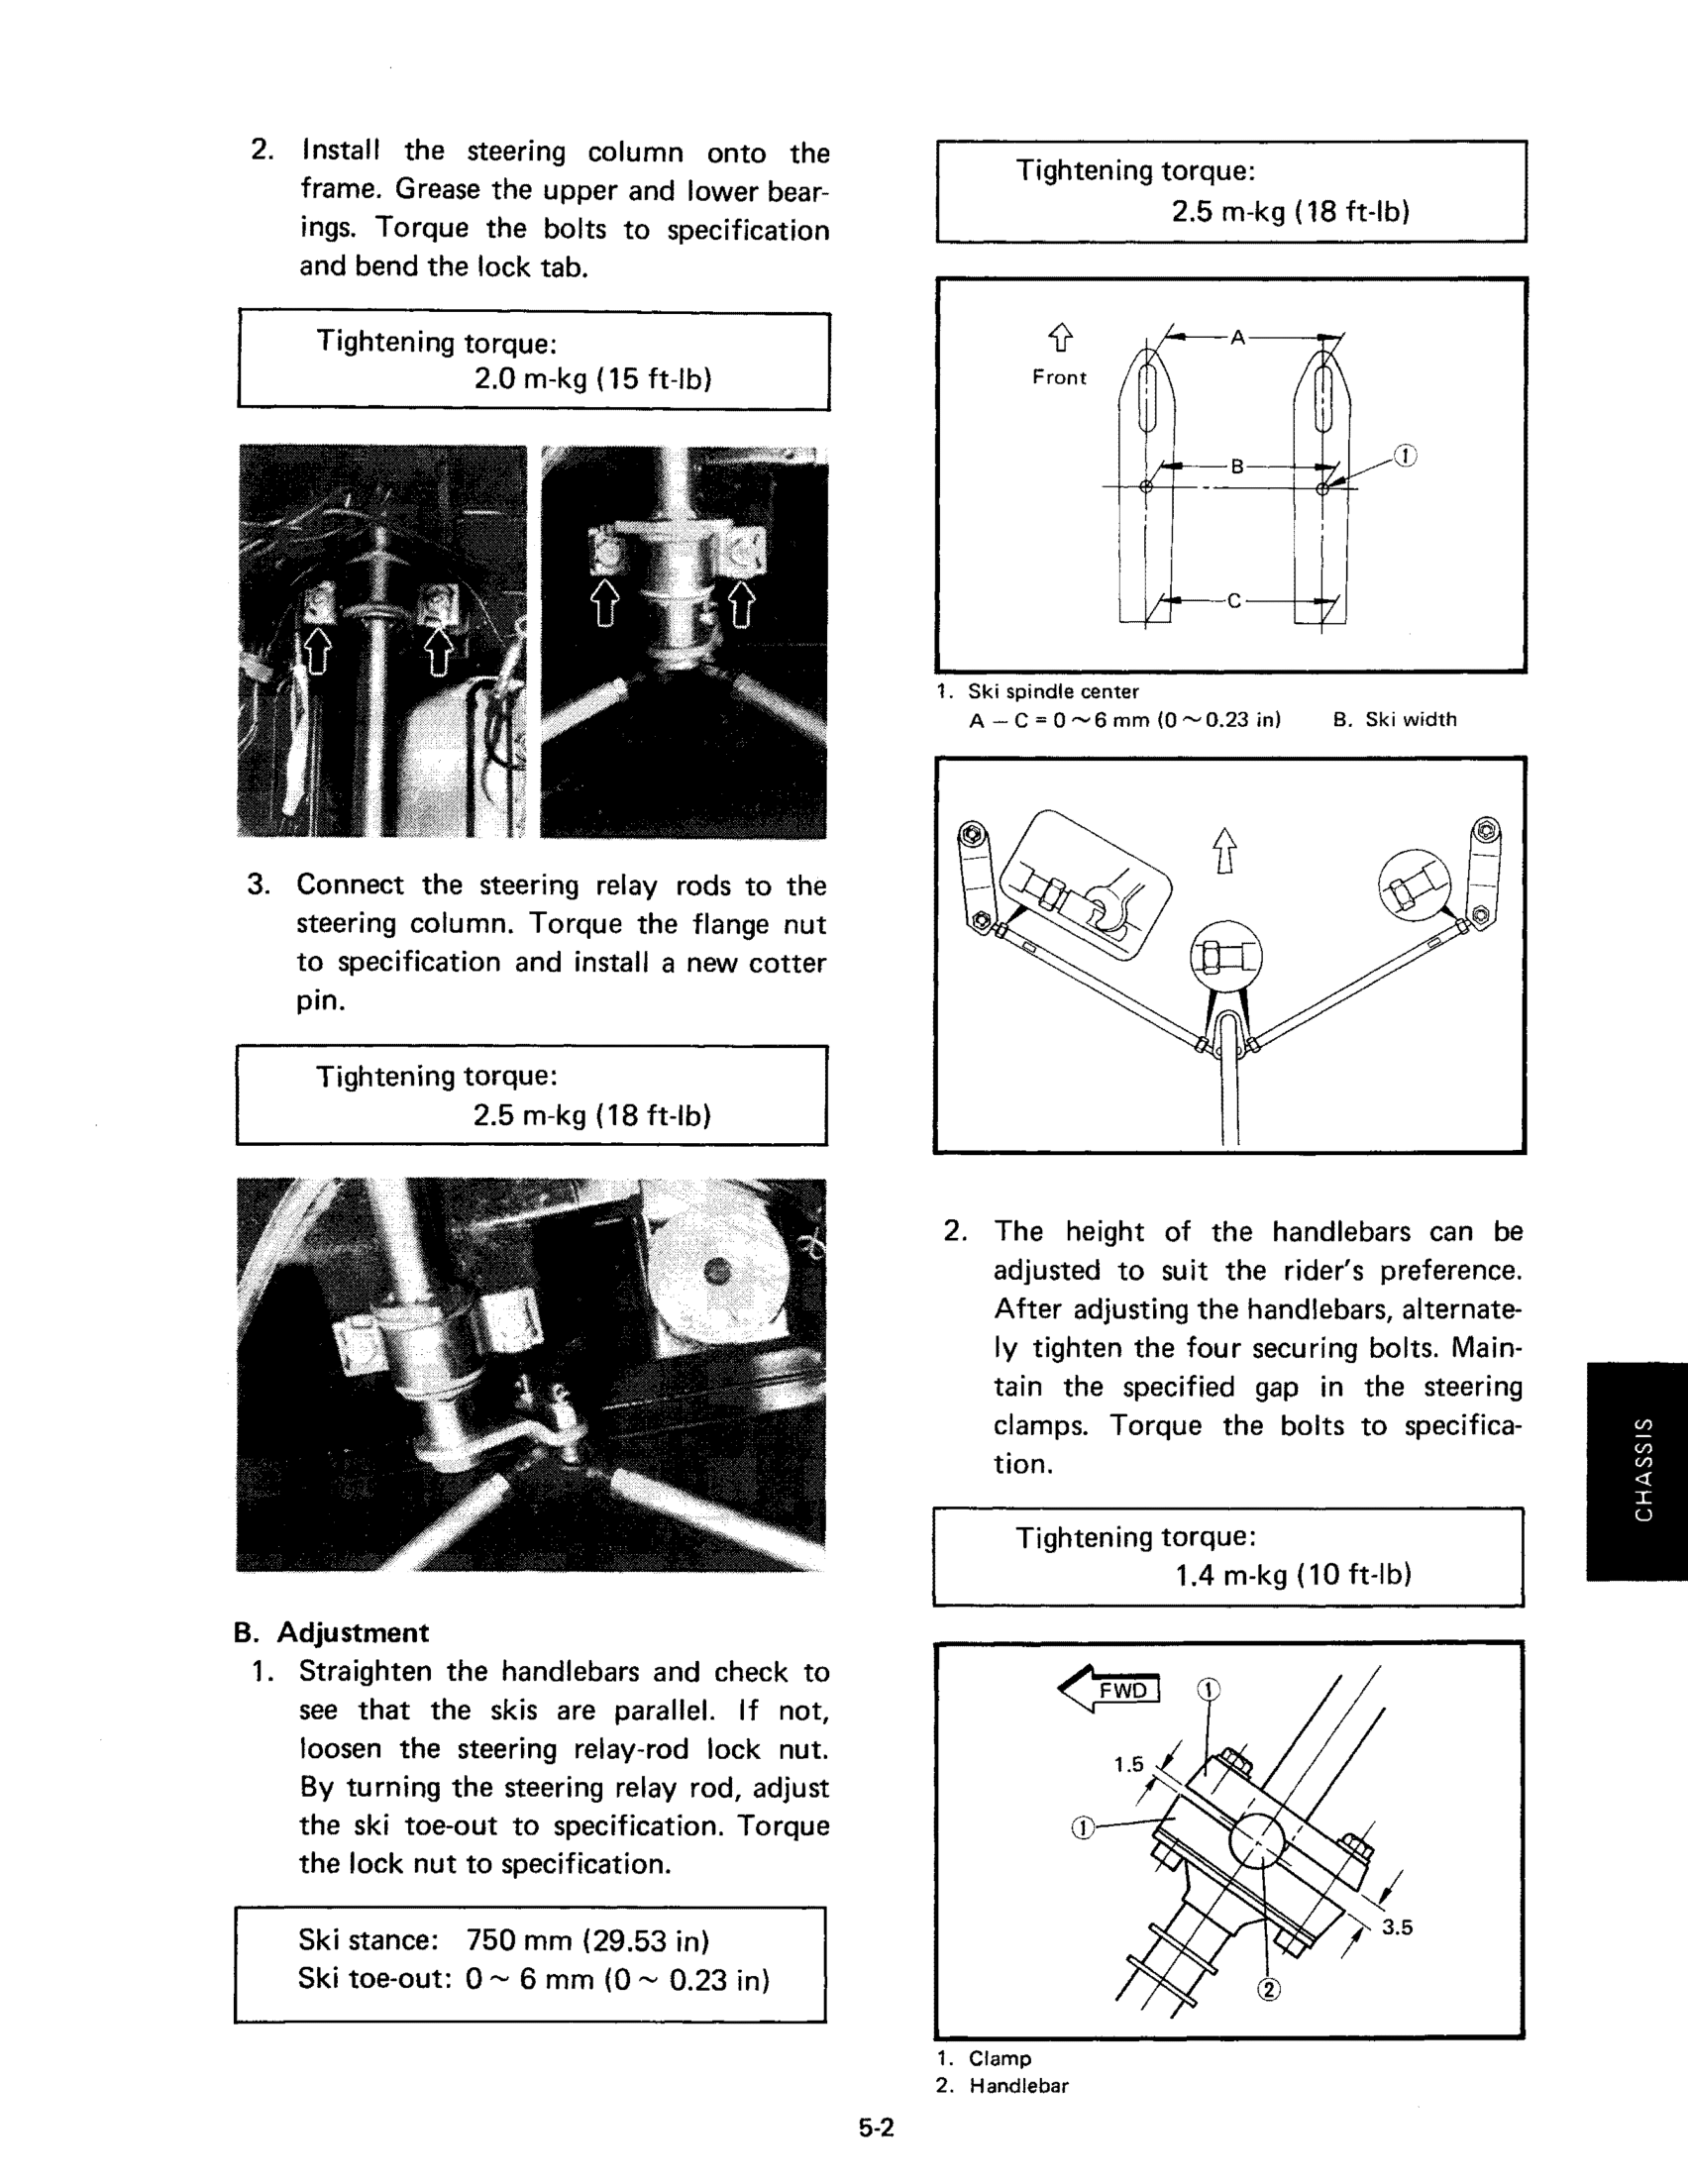 2. Install the steering column onto the
frame. Grease the upper and lower bear-
ings. Torque the bolts to specification
and bend the lock tab.
Tightening torque:
2.0 m-kg (15 ft-lb)
3. Connect the steering relay rods to the
steering column. Torque the flange nut
to specification and install a new cotter
pin.
Tightening torque:
2.5 m-kg (18 ft-lb)
B. Adjustment
1. Straighten the handlebars and check to
see that the skis are parallel. If not,
loosen the steering relay-rod lock nut.
By turning the steering relay rod, adjust
the ski toe-out to specification. Torque
the lock nut to specification.
Ski stance: 750 mm (29.53 in)
Ski toe-out: 0 ~ 6 mm (0 ~ 0.23 in)
Tightening torque:
2.5 m-kg (18 ft-lb)
A
Front
B
①
C
1. Ski spindle center
A – C = 0 ~ 6 mm (0 ~ 0.23 in) B. Ski width
2. The height of the handlebars can be
adjusted to suit the rider's preference.
After adjusting the handlebars, alternate-
ly tighten the four securing bolts. Main-
tain the specified gap in the steering
clamps. Torque the bolts to specifica-
tion.
Tightening torque:
1.4 m-kg (10 ft-lb)
FWD
①
1.5
①
3.5
②
1. Clamp
2. Handlebar
CHASSIS
5-2